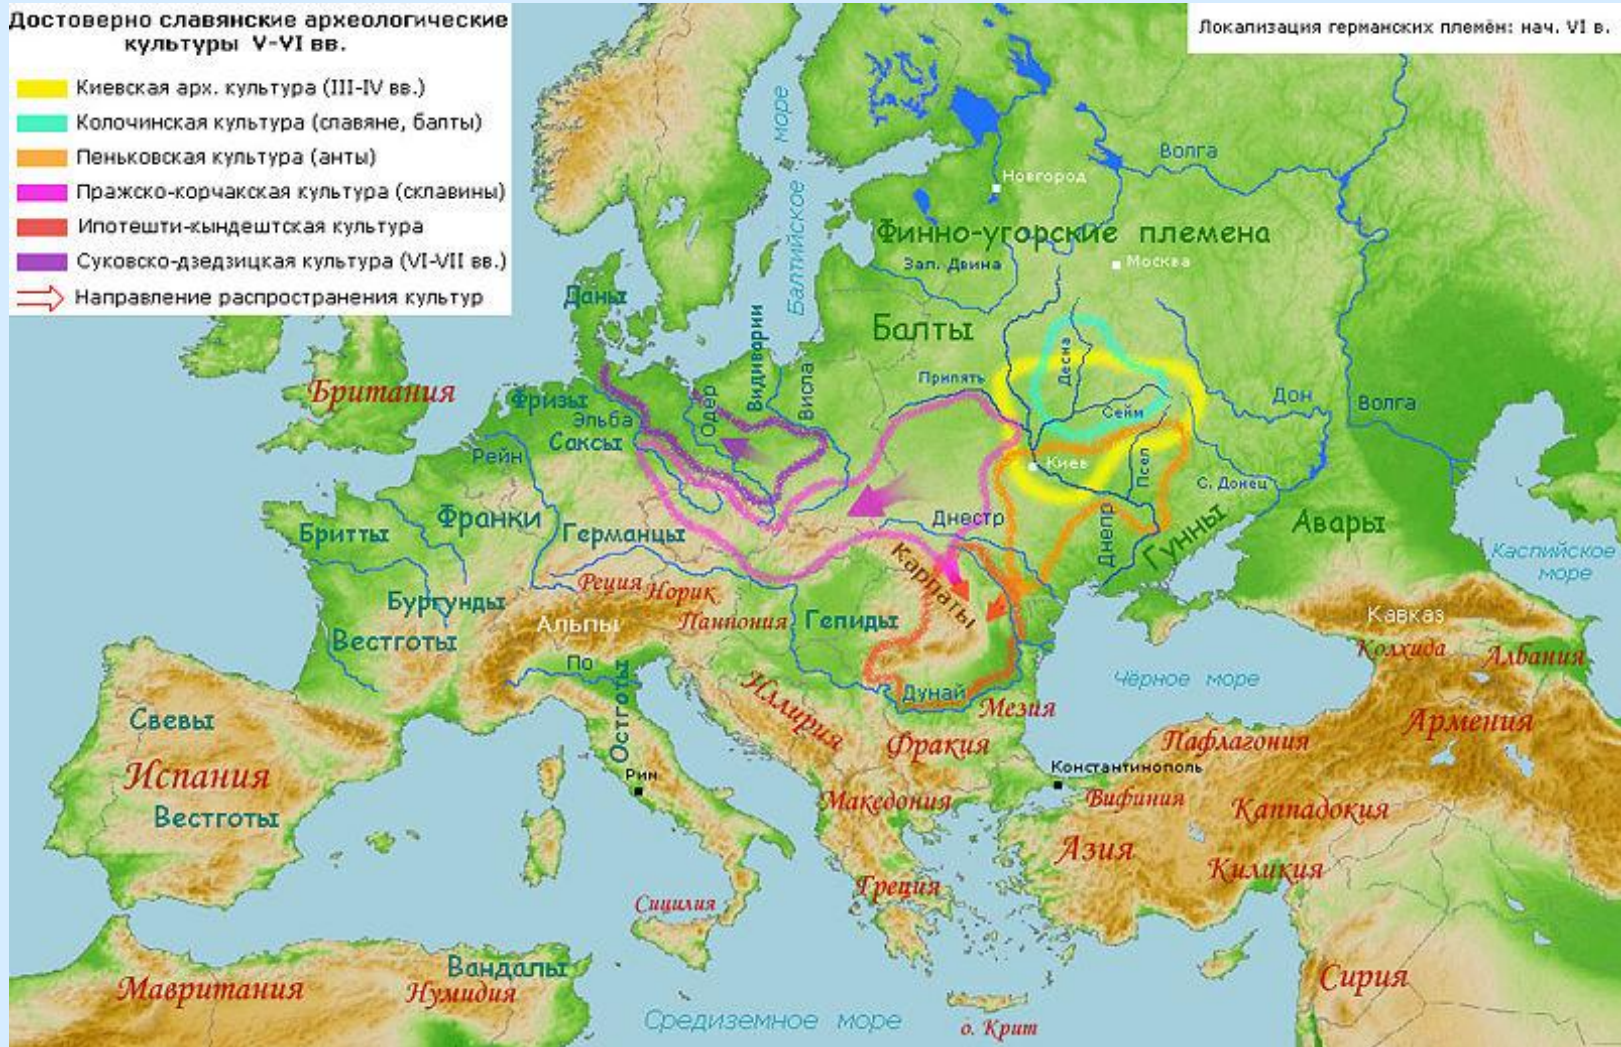 Достоверно славянские археологические
культуры V-VI вв.
Киевская арх. культура (III-IV вв.)
Колочинская культура (славяне, балты)
Пеньковская культура (анты)
Пражско-корчакская культура (склавины)
Ипотешти-кындештская культура
Суковско-дзедзицкая культура (VI-VII вв.)
Направление распространения культур
Локализация германских племён: нач. VI в.
Балтийское море
Волга
Новгород
Финно-угорские племена
Зап. Двина
Москва
Даны
Балты
Видиварии
Висла
Одер
Десна
Припять
Британия
Фризы
Эльба
Саксы
Сейм
Дон
Волга
Рейн
Киев
Псел
С. Донец
Франки
Бритты
Германцы
Днестр
Днепр
Гунны
Авары
Каспийское
море
Карпаты
Реция
Норик
Бургунды
Паннония
Гепиды
Альпы
Кавказ
Вестготы
Колхида
Албания
По
Остготы
Дунай
Чёрное море
Иллирия
Мезия
Свевы
Армения
Фракия
Пафлагония
Испания
Рим
Константинополь
Вифиния
Македония
Каппадокия
Вестготы
Азия
Киликия
Греция
Сицилия
Вандалы
Мавритания
Нумидия
Сирия
Средиземное море
о. Крит